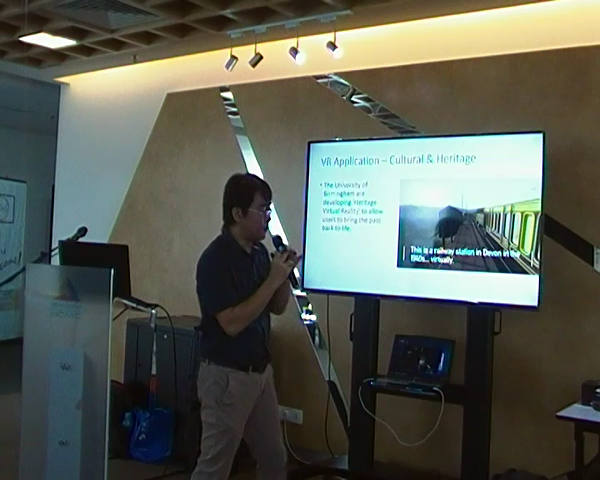 VR Application – Cultural & Heritage
• The University of
Birmingham are
developing 'Heritage
Virtual Reality' to allow
users to bring the past
back to life.
This is a railway station in Devon in the
virtually.